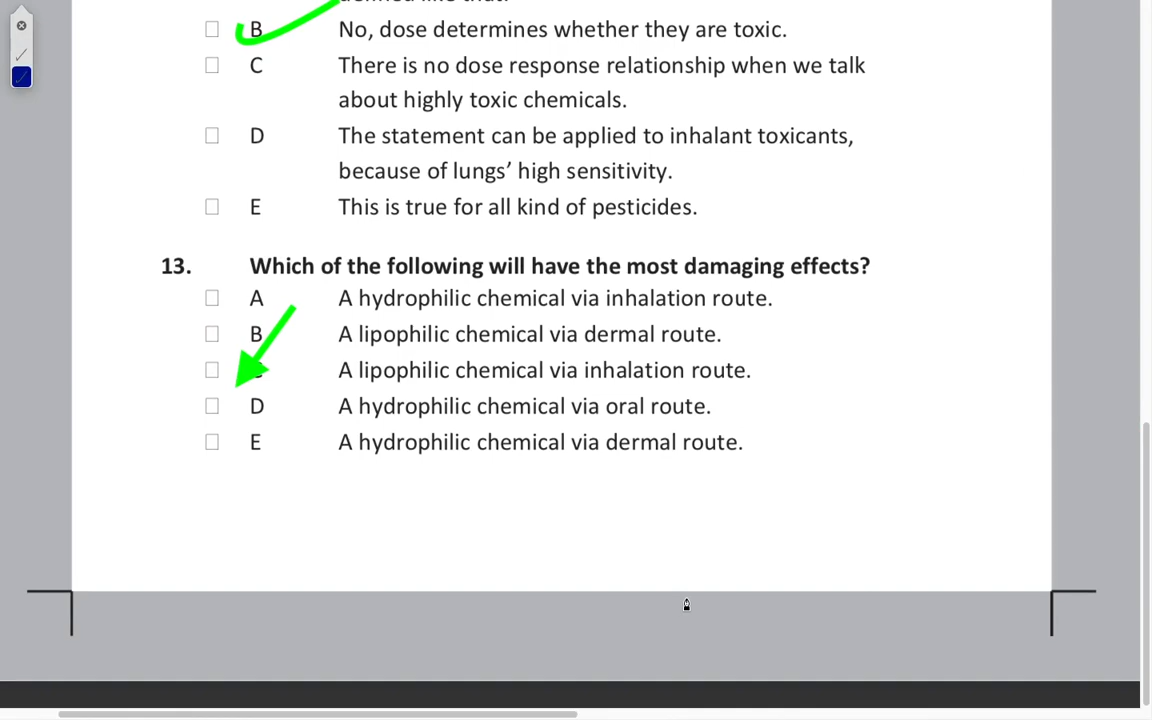 B No, dose determines whether they are toxic.
C There is no dose response relationship when we talk
about highly toxic chemicals.
D The statement can be applied to inhalant toxicants,
because of lungs’ high sensitivity.
E This is true for all kind of pesticides.
13. Which of the following will have the most damaging effects?
A A hydrophilic chemical via inhalation route.
B A lipophilic chemical via dermal route.
A lipophilic chemical via inhalation route.
D A hydrophilic chemical via oral route.
E A hydrophilic chemical via dermal route.